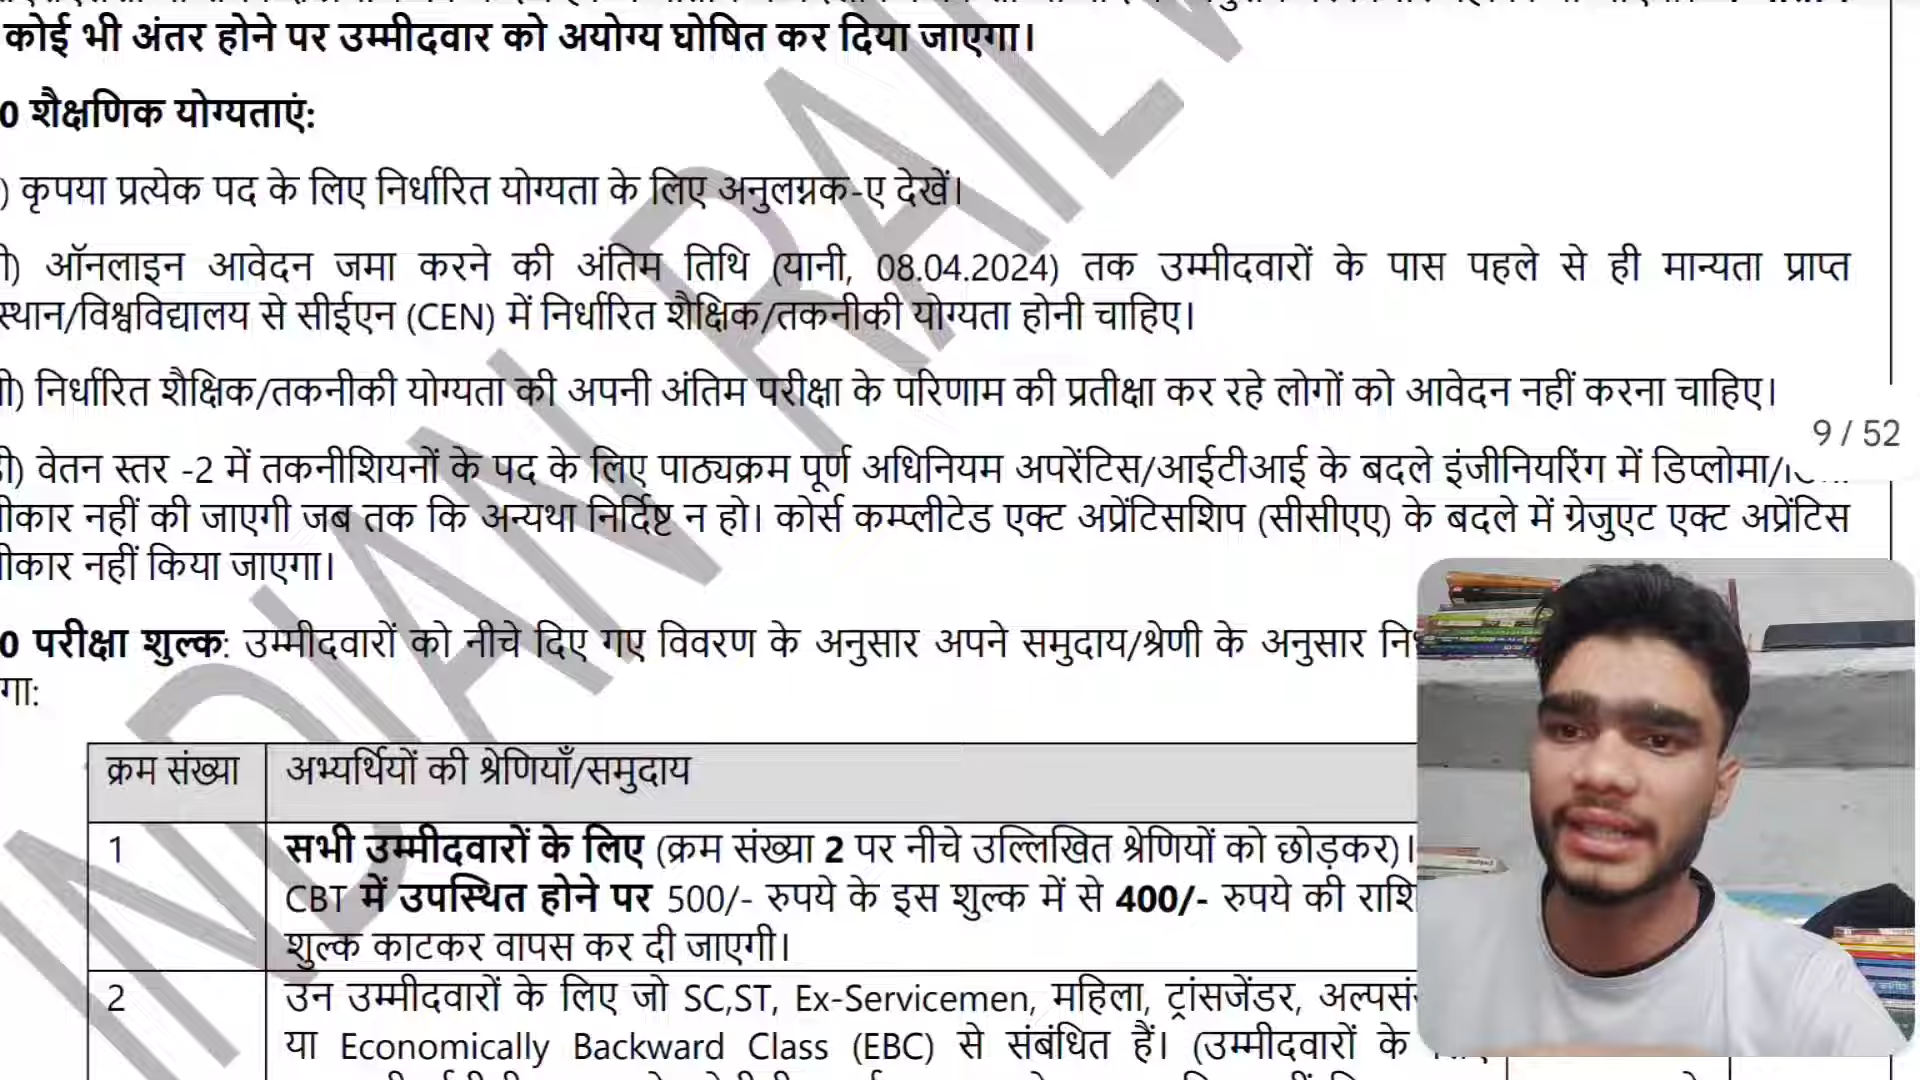 कोई भी अंतर होने पर उम्मीदवार को अयोग्य घोषित कर दिया जाएगा।
0 शैक्षणिक योग्यताएं:
) कृपया प्रत्येक पद के लिए निर्धारित योग्यता के लिए अनुलग्नक-ए देखें।
) ऑनलाइन आवेदन जमा करने की अंतिम तिथि (यानी, 08.04.2024) तक उम्मीदवारों के पास पहले से ही मान्यता प्राप्त
स्थान/विश्वविद्यालय से सीईएन (CEN) में निर्धारित शैक्षिक/तकनीकी योग्यता होनी चाहिए।
) निर्धारित शैक्षिक/तकनीकी योग्यता की अपनी अंतिम परीक्षा के परिणाम की प्रतीक्षा कर रहे लोगों को आवेदन नहीं करना चाहिए।
9 / 52
) वेतन स्तर -2 में तकनीशियनों के पद के लिए पाठ्यक्रम पूर्ण अधिनियम अपरेंटिस/आईटीआई के बदले इंजीनियरिंग में डिप्लोमा/
ीकार नहीं की जाएगी जब तक कि अन्यथा निर्दिष्ट न हो। कोर्स कम्प्लीटेड एक्ट अप्रेंटिसशिप (सीसीएए) के बदले में ग्रेजुएट एक्ट अप्रेंटिस
ीकार नहीं किया जाएगा।
0 परीक्षा शुल्क: उम्मीदवारों को नीचे दिए गए विवरण के अनुसार अपने समुदाय/श्रेणी के अनुसार
गा:
क्रम संख्या अभ्यर्थियों की श्रेणियाँ/समुदाय
1 सभी उम्मीदवारों के लिए (क्रम संख्या 2 पर नीचे उल्लिखित श्रेणियों को छोड़कर)।
CBT में उपस्थित होने पर 500/- रुपये के इस शुल्क में से 400/- रुपये की राशि
शुल्क काटकर वापस कर दी जाएगी।
2 उन उम्मीदवारों के लिए जो SC,ST, Ex-Servicemen, महिला, ट्रांसजेंडर,
या Economically Backward Class (EBC) से संबंधित हैं। (उम्मीदवारों के
INDIAN RAILW